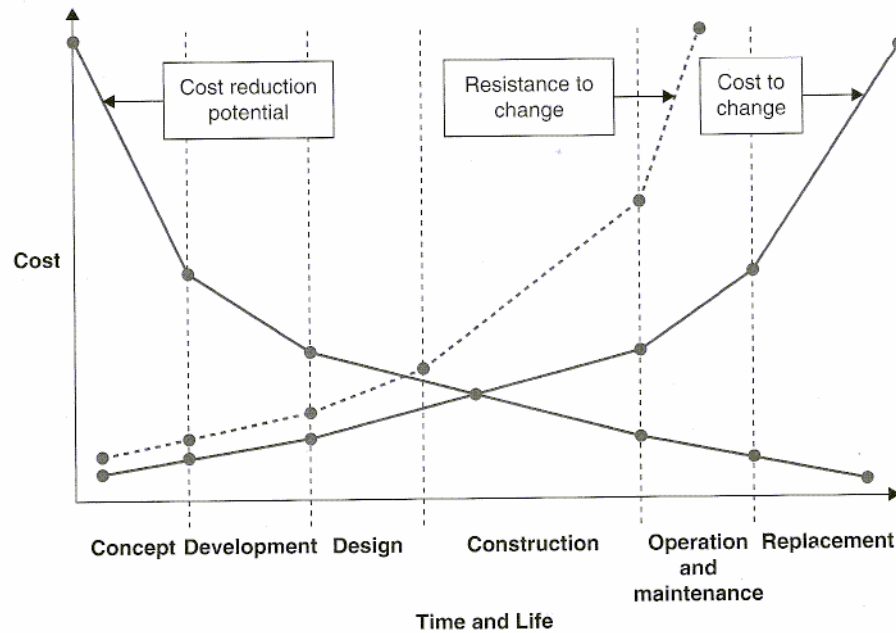 Cost reduction
potential
Resistance to
change
Cost to
change
Cost
Concept Development Design Construction Operation Replacement
and
maintenance
Time and Life